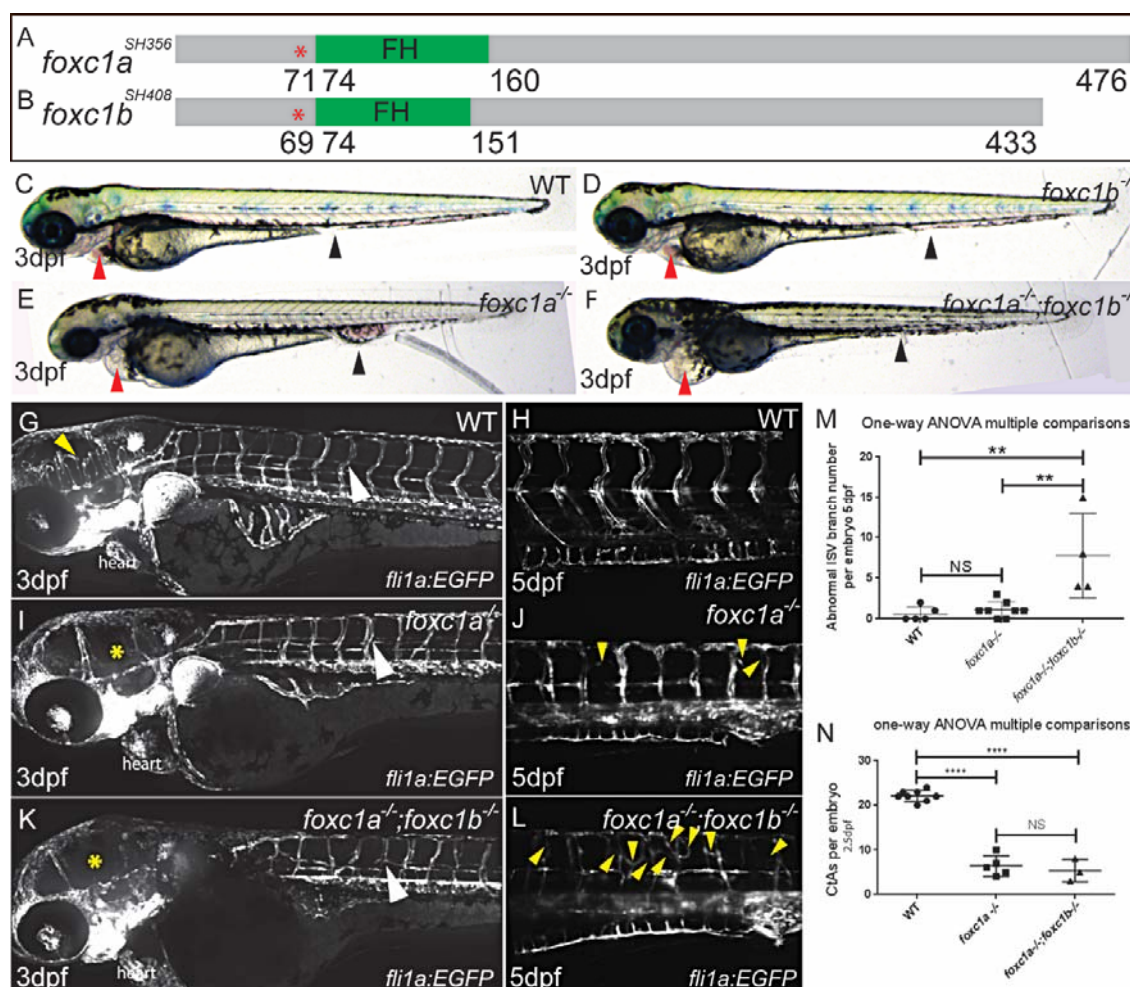 A
foxc1a SH356
* FH
71 74 160 476
B
foxc1b SH408
* FH
69 74 151 433
C WT
3dpf
D foxc1b-/-
3dpf
E foxc1a-/-
3dpf
F foxc1a-/-;foxc1b-/-
3dpf
G WT
heart
3dpf fli1a:EGFP
H WT
5dpf fli1a:EGFP
I foxc1a-/-
*
heart
3dpf fli1a:EGFP
J foxc1a-/-
5dpf fli1a:EGFP
K foxc1a-/-;foxc1b-/-
*
heart
3dpf fli1a:EGFP
L foxc1a-/-;foxc1b-/-
5dpf fli1a:EGFP
M One-way ANOVA multiple comparisons
**
**
NS
Abnormal ISV branch number
per embryo 5dpf
20
15
10
5
0
WT
foxc1a-/-
foxc1a-/-;foxc1b-/-
N one-way ANOVA multiple comparisons
****
****
NS
CtAs per embryo
2.5dpf
30
20
10
0
WT
foxc1a-/-
foxc1a-/-;foxc1b-/-